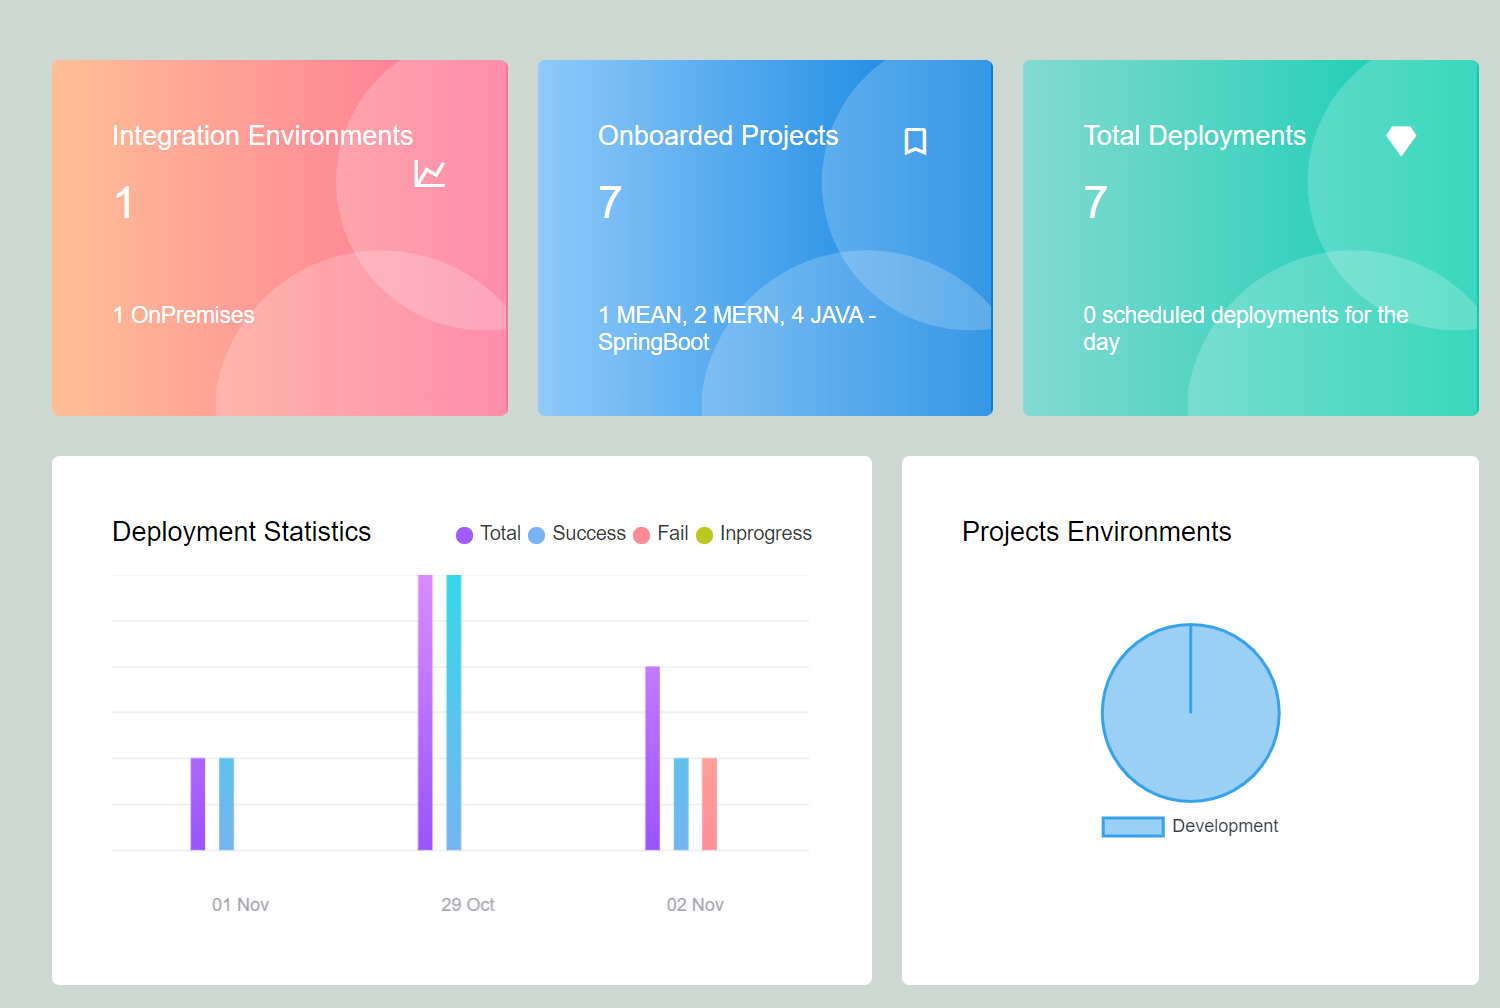 Integration Environments
1
1 OnPremises
Onboarded Projects
7
1 MEAN, 2 MERN, 4 JAVA -
SpringBoot
Total Deployments
7
0 scheduled deployments for the
day
Deployment Statistics
Total Success Fail Inprogress
01 Nov 29 Oct 02 Nov
Projects Environments
Development